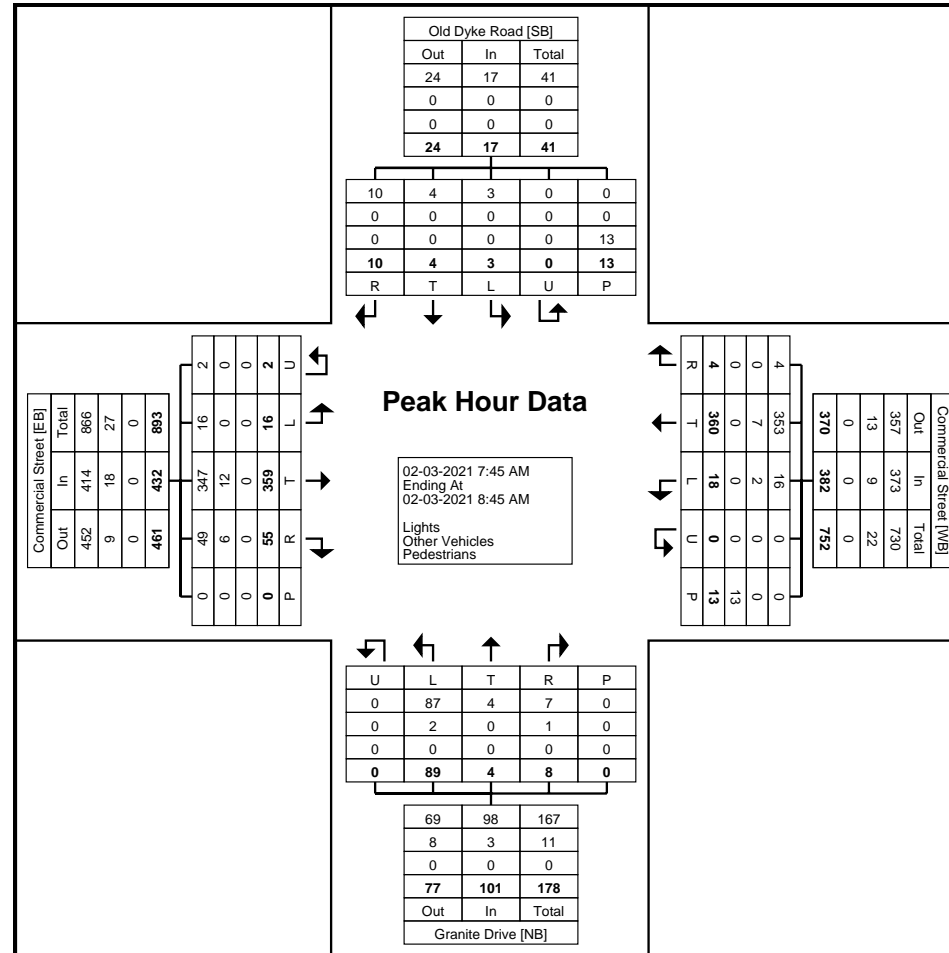 Old Dyke Road [SB]
Out In Total
24 17 41
0 0 0
0 0 0
24 17 41
10 4 3 0 0
0 0 0 0 0
0 0 0 0 13
10 4 3 0 13
R T L U P
Commercial Street [EB]
Total In Out
866 414 452
27 18 9
0 0 0
893 432 461
2 16 347 49 0
0 0 12 6 0
0 0 0 0 0
2 16 359 55 0
U L T R P
Peak Hour Data
02-03-2021 7:45 AM
Ending At
02-03-2021 8:45 AM
Lights
Other Vehicles
Pedestrians
Commercial Street [WB]
Out In Total
357 373 730
13 9 22
0 0 0
370 382 752
4 353 16 0 0
0 7 2 0 0
0 0 0 0 13
4 360 18 0 13
R T L U P
U L T R P
0 87 4 7 0
0 2 0 1 0
0 0 0 0 0
0 89 4 8 0
69 98 167
8 3 11
0 0 0
77 101 178
Out In Total
Granite Drive [NB]